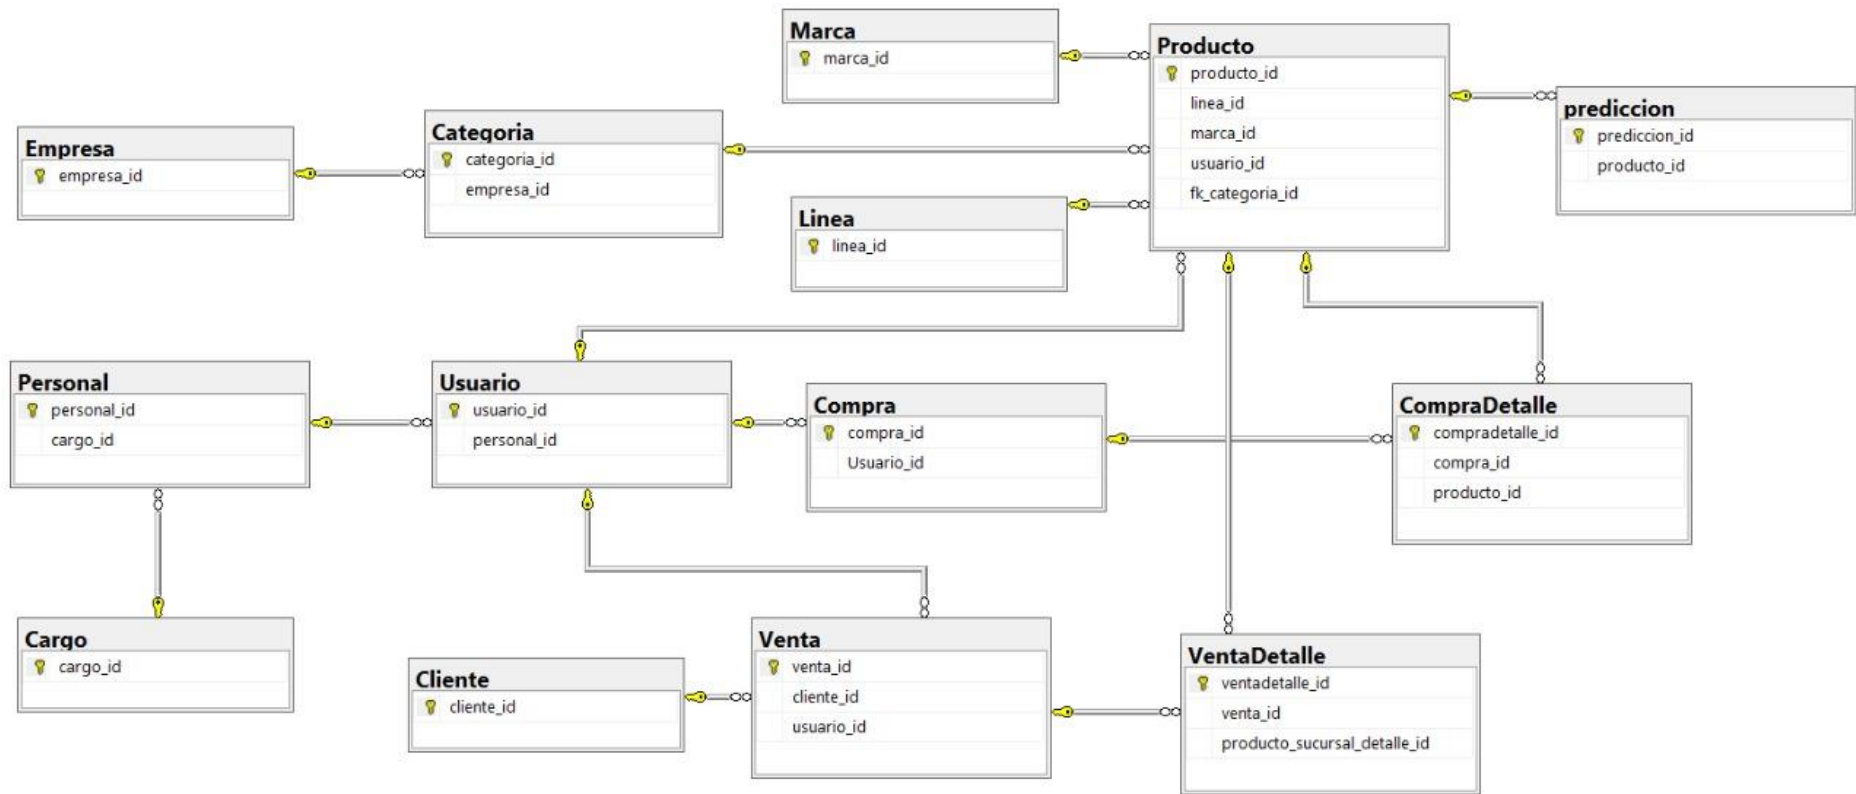 Marca
marca_id
Producto
producto_id
linea_id
marca_id
usuario_id
fk_categoria_id
prediccion
prediccion_id
producto_id
Categoria
categoria_id
empresa_id
Empresa
empresa_id
Linea
linea_id
Personal
personal_id
cargo_id
Usuario
usuario_id
personal_id
Compra
compra_id
Usuario_id
CompraDetalle
compradetalle_id
compra_id
producto_id
Cargo
cargo_id
Cliente
cliente_id
Venta
venta_id
cliente_id
usuario_id
VentaDetalle
ventadetalle_id
venta_id
producto_sucursal_detalle_id